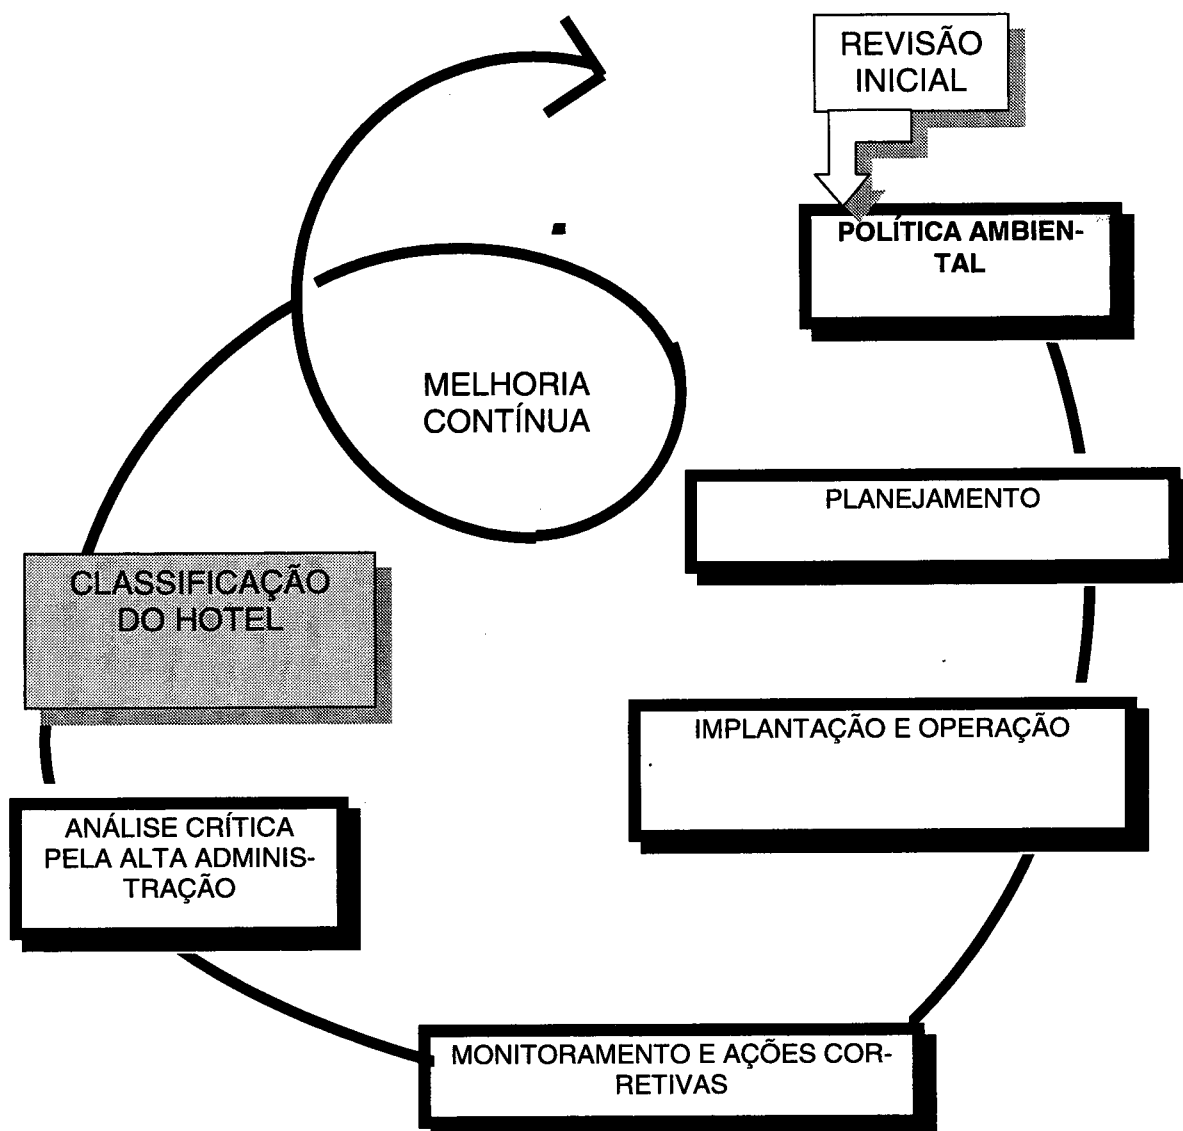 REVISÃO
INICIAL
POLÍTICA AMBIEN-
TAL
MELHORIA
CONTÍNUA
PLANEJAMENTO
CLASSIFICAÇÃO
DO HOTEL
IMPLANTAÇÃO E OPERAÇÃO
ANÁLISE CRÍTICA
PELA ALTA ADMINIS-
TRAÇÃO
MONITORAMENTO E AÇÕES COR-
RETIVAS